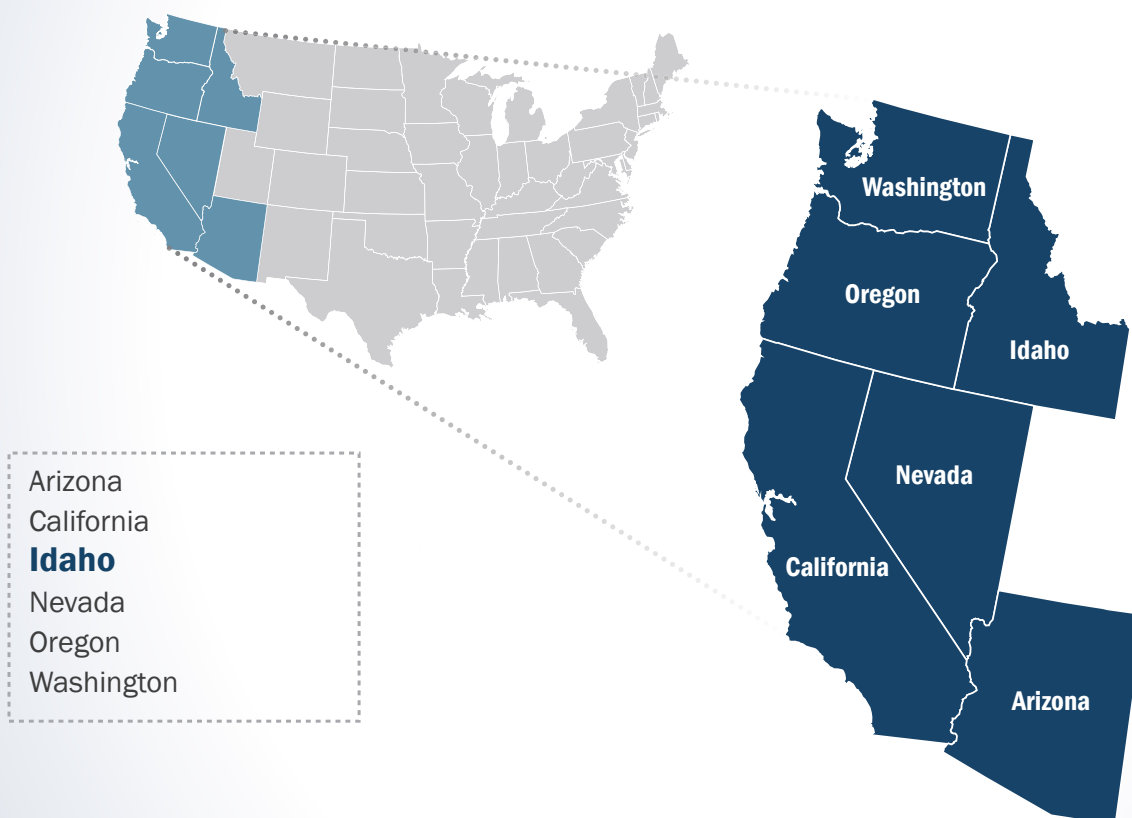 Washington
Oregon
Idaho
Nevada
California
Arizona
Arizona
California
Idaho
Nevada
Oregon
Washington